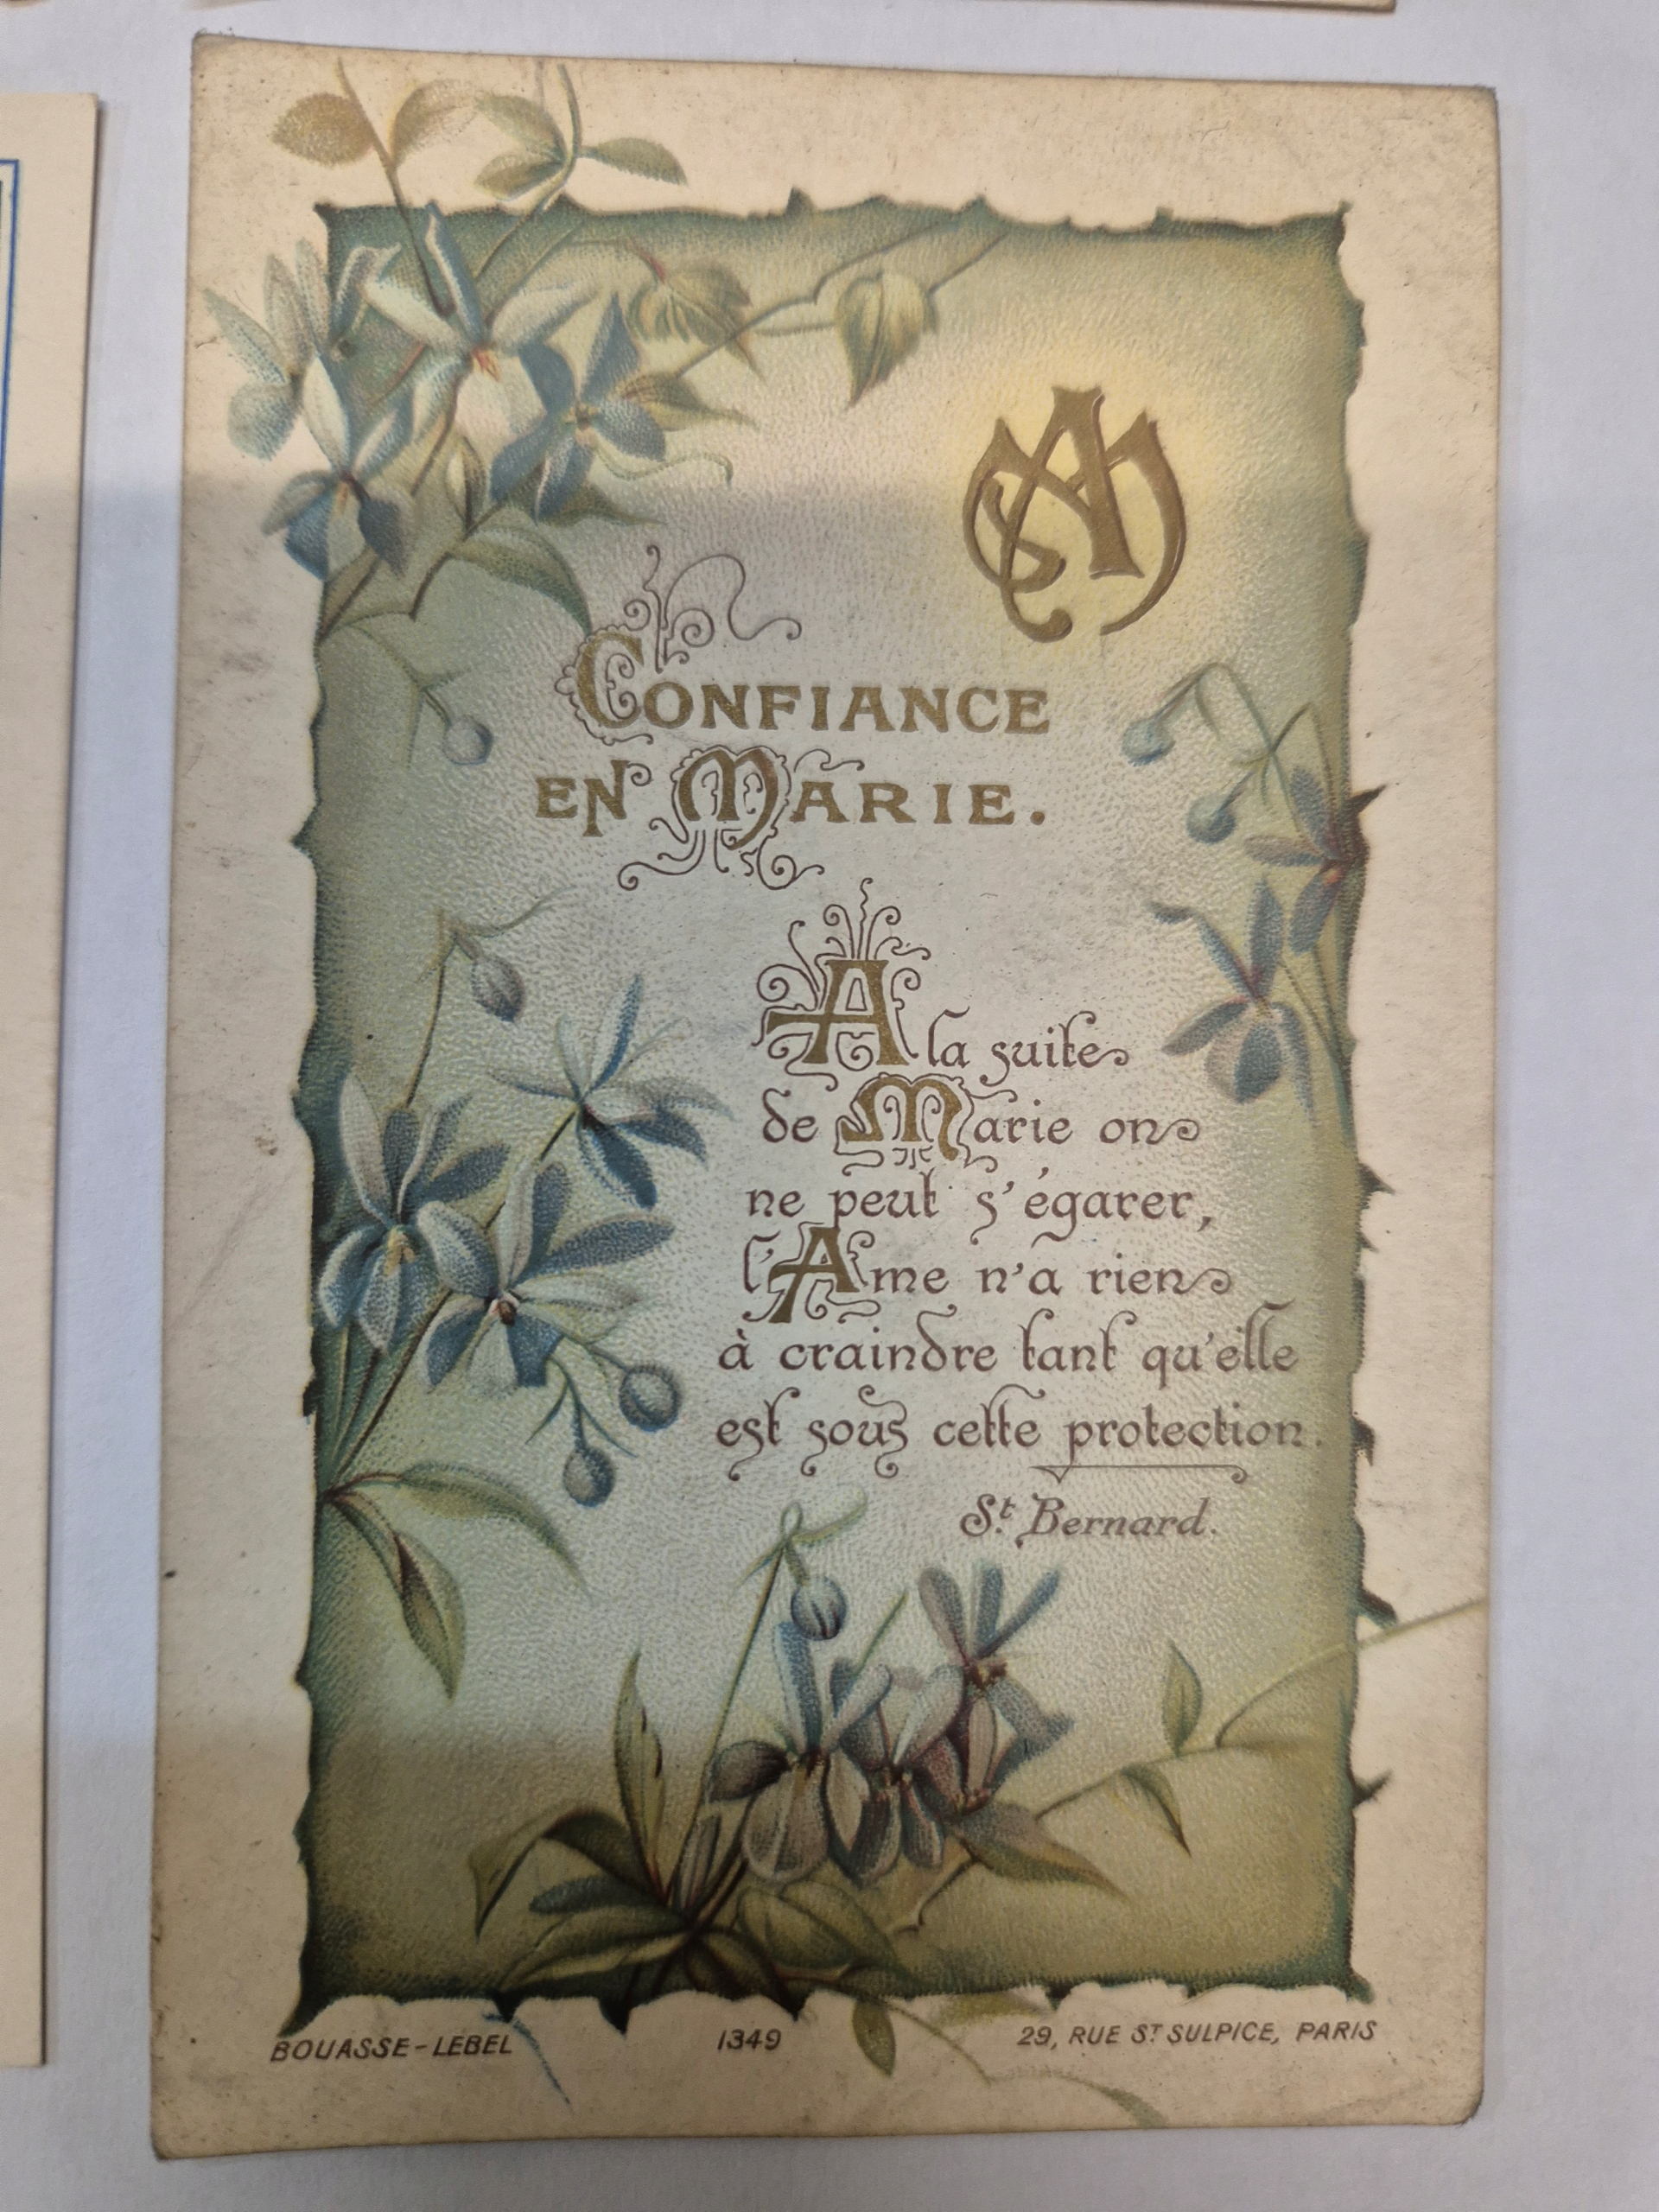 AM
CONFIANCE
EN MARIE.
A la suite
de Marie on
ne peut s'égarer,
l'Ame n'a rien
à craindre tant qu'elle
est sous cette protection.
St. Bernard.
BOUASSE-LEBEL 1349 29, RUE ST SULPICE, PARIS